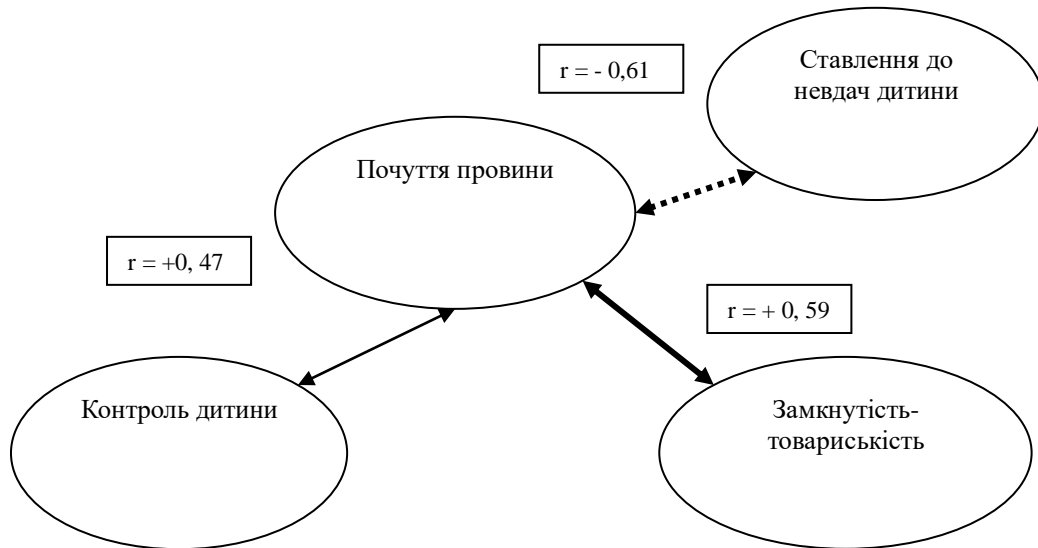 r = - 0,61
Ставлення до
невдач дитини
Почуття провини
r = +0, 47
r = + 0, 59
Контроль дитини
Замкнутість-
товариськість